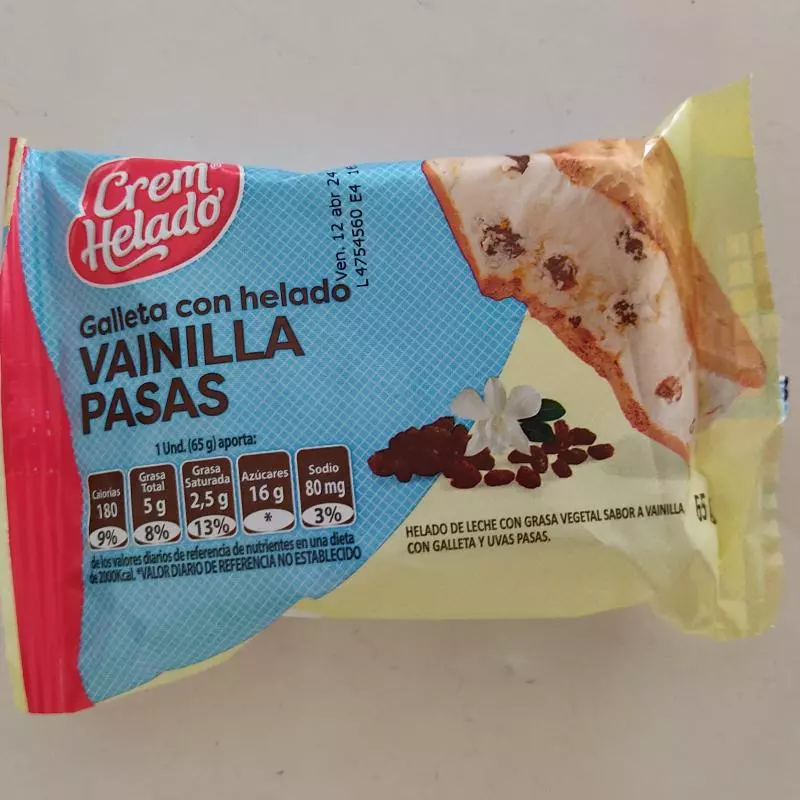 Crem
Helado
Ven. 12 abr 24
L 4754560 E4
Galleta con helado
VAINILLA
PASAS
1 Und. (65 g) aporta:
Calorías
180
9%
Grasa
Total
5 g
8%
Grasa
Saturada
2,5 g
13%
Azúcares
16 g
*
Sodio
80 mg
3%
de los valores diarios de referencia de nutrientes en una dieta
de 2000Kcal. *VALOR DIARIO DE REFERENCIA NO ESTABLECIDO
HELADO DE LECHE CON GRASA VEGETAL SABOR A VAINILLA
CON GALLETA Y UVAS PASAS.
65